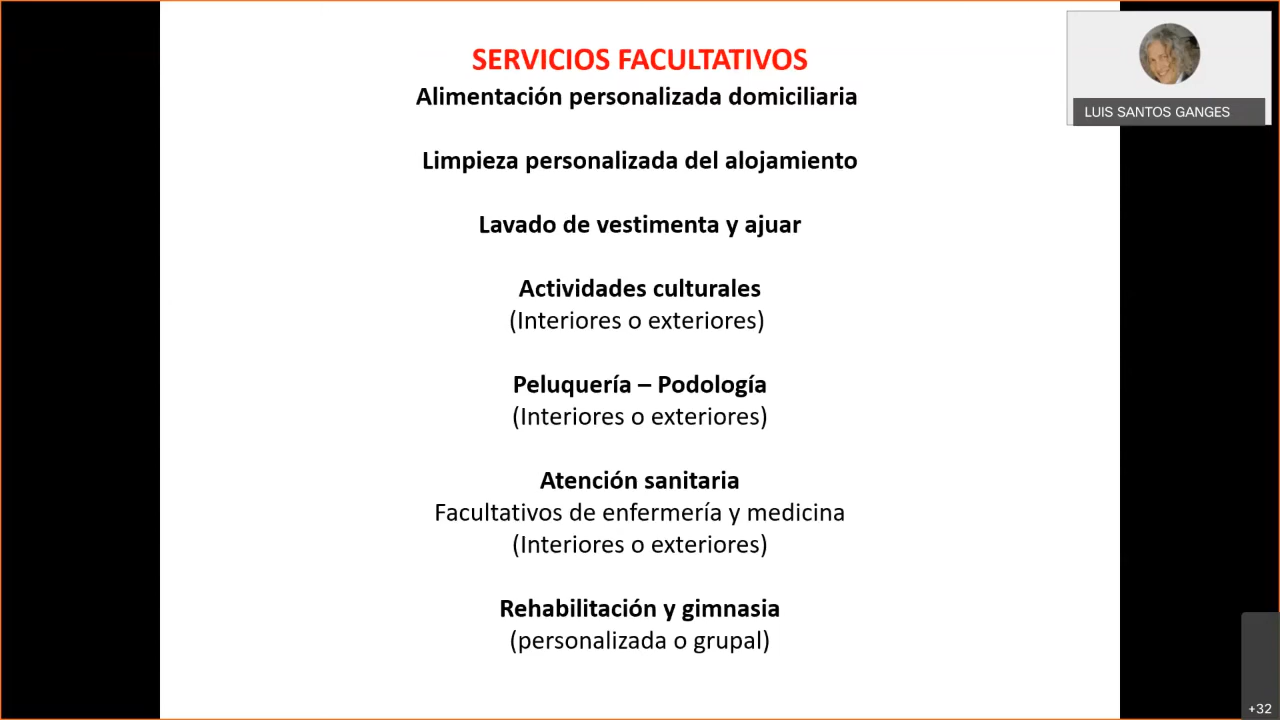 SERVICIOS FACULTATIVOS
Alimentación personalizada domiciliaria
Limpieza personalizada del alojamiento
Lavado de vestimenta y ajuar
Actividades culturales
(Interiores o exteriores)
Peluquería – Podología
(Interiores o exteriores)
Atención sanitaria
Facultativos de enfermería y medicina
(Interiores o exteriores)
Rehabilitación y gimnasia
(personalizada o grupal)
LUIS SANTOS GANGES
+32